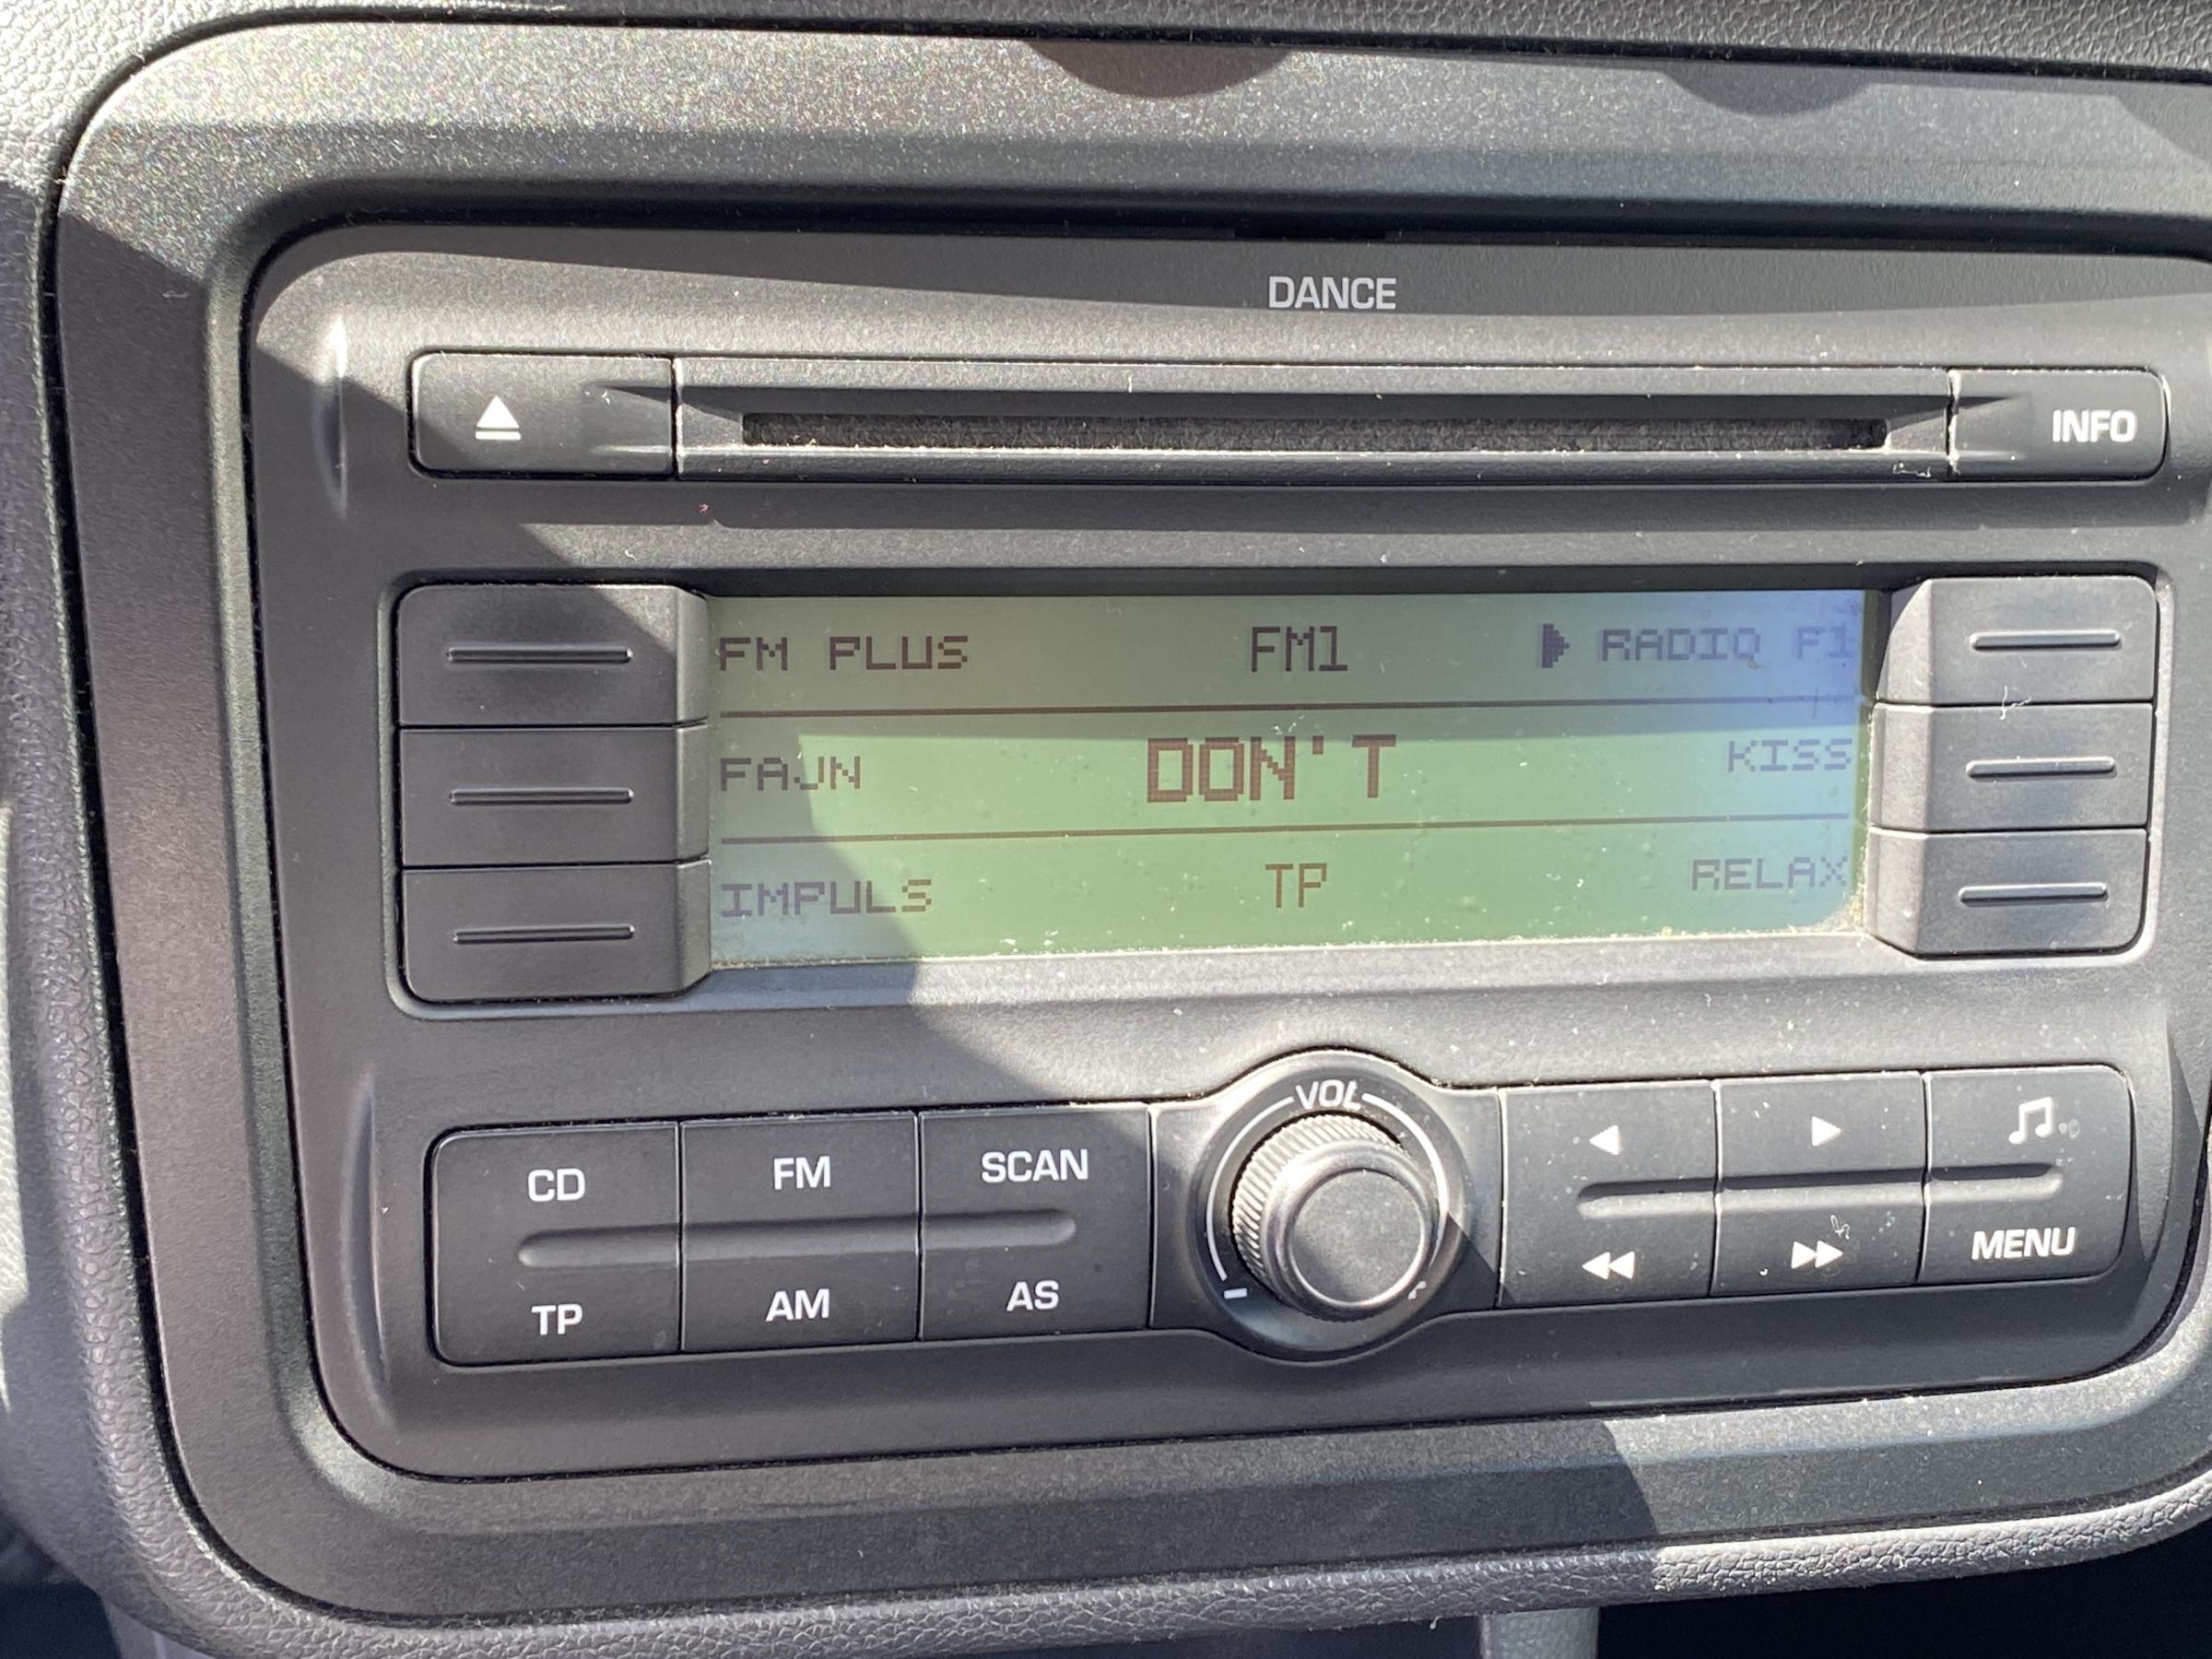 DANCE
INFO
FM PLUS FM1 RADIO F1
FAJN DON'T KISS
IMPULS TP RELAX
VOL
CD FM SCAN
TP AM AS MENU